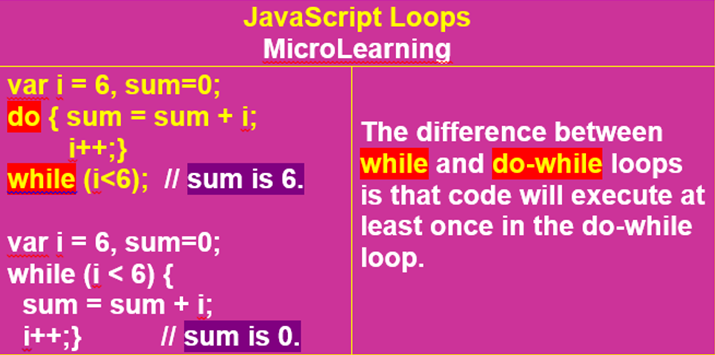 JavaScript Loops
MicroLearning
var i = 6, sum=0;
do { sum = sum + i;
i++;}
while (i<6); // sum is 6.
var i = 6, sum=0;
while (i < 6) {
sum = sum + i;
i++;} // sum is 0.
The difference between
while and do-while loops
is that code will execute at
least once in the do-while
loop.